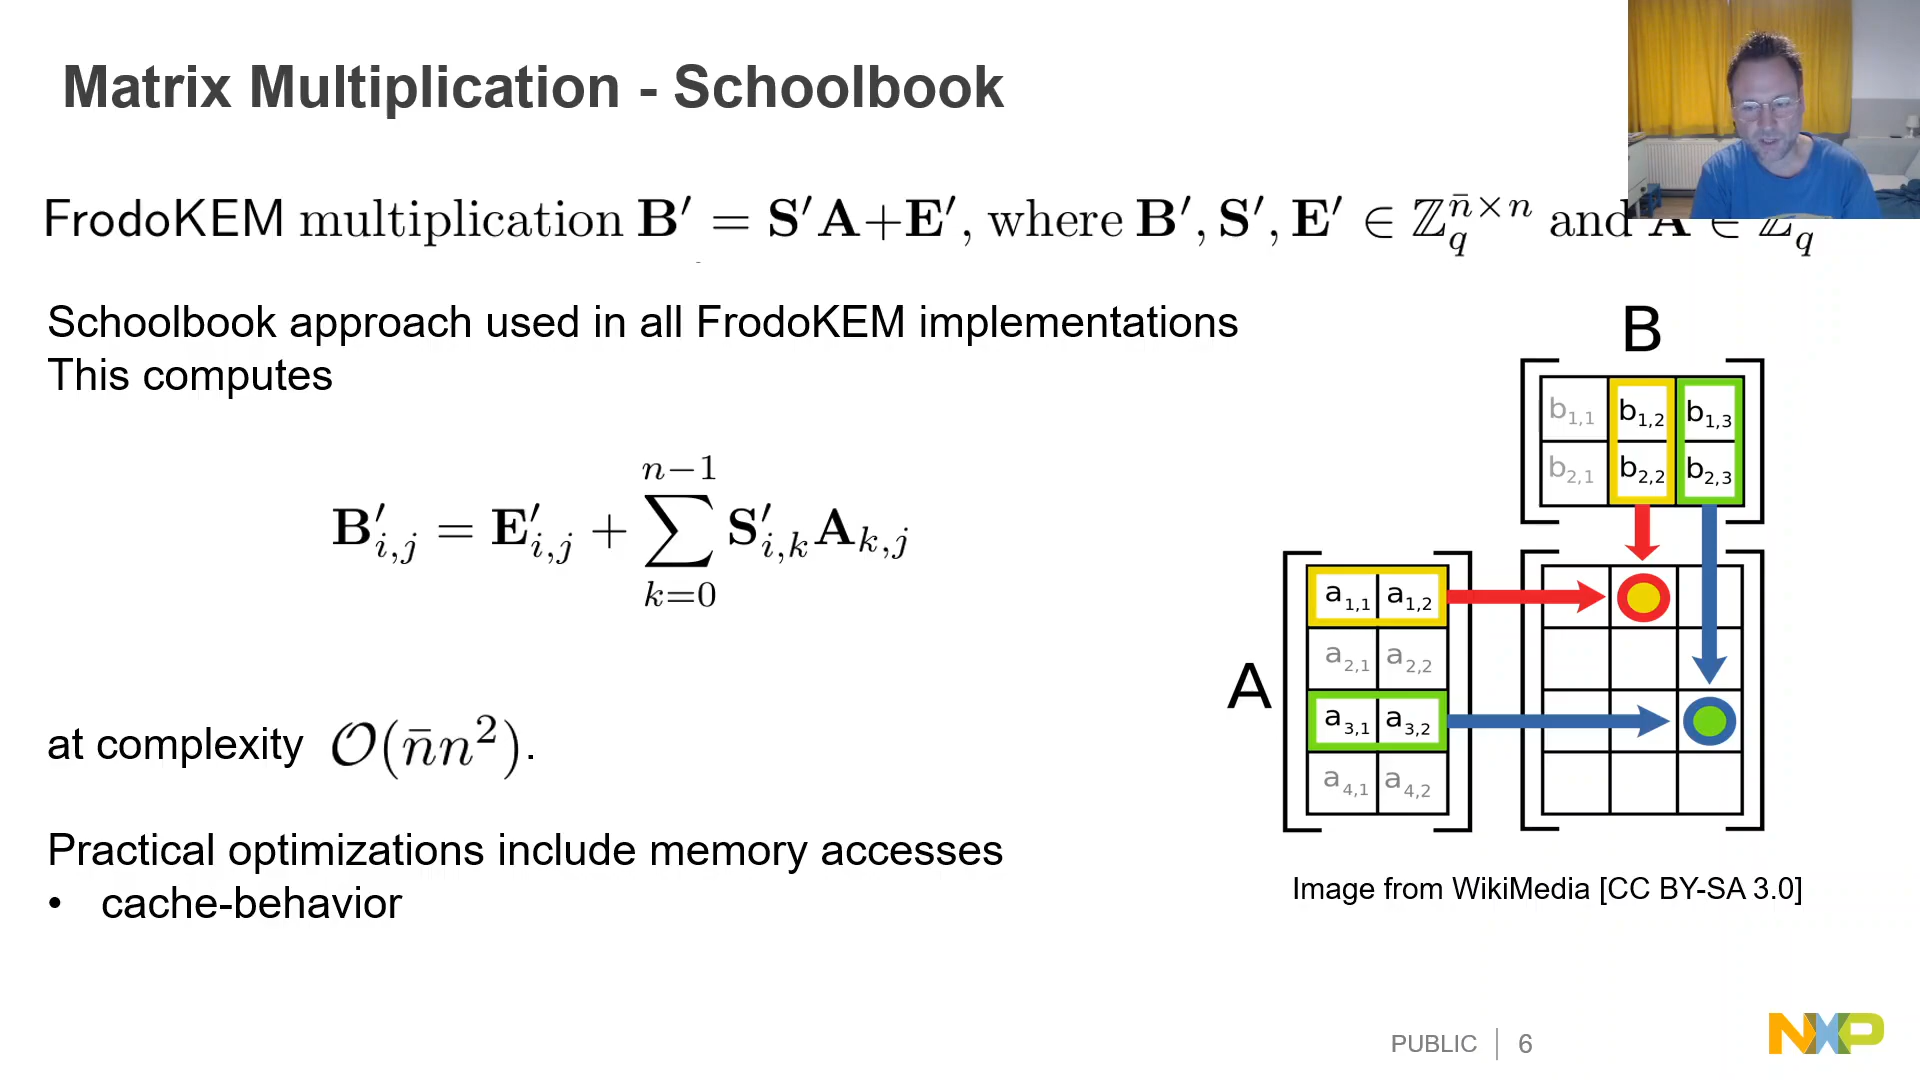 Matrix Multiplication - Schoolbook
FrodoKEM multiplication B′ = S′A+E′, where B′, S′, E′ ∈ ℤ_q^{n̄×n} and A ∈ ℤ_q
Schoolbook approach used in all FrodoKEM implementations
This computes
B′_{i,j} = E′_{i,j} + ∑_{k=0}^{n−1} S′_{i,k}A_{k,j}
at complexity 𝒪(n̄n²).
Practical optimizations include memory accesses
• cache-behavior
B
b1,1 b1,2 b1,3
b2,1 b2,2 b2,3
A
a1,1 a1,2
a2,1 a2,2
a3,1 a3,2
a4,1 a4,2
Image from WikiMedia [CC BY-SA 3.0]
PUBLIC | 6
NXP